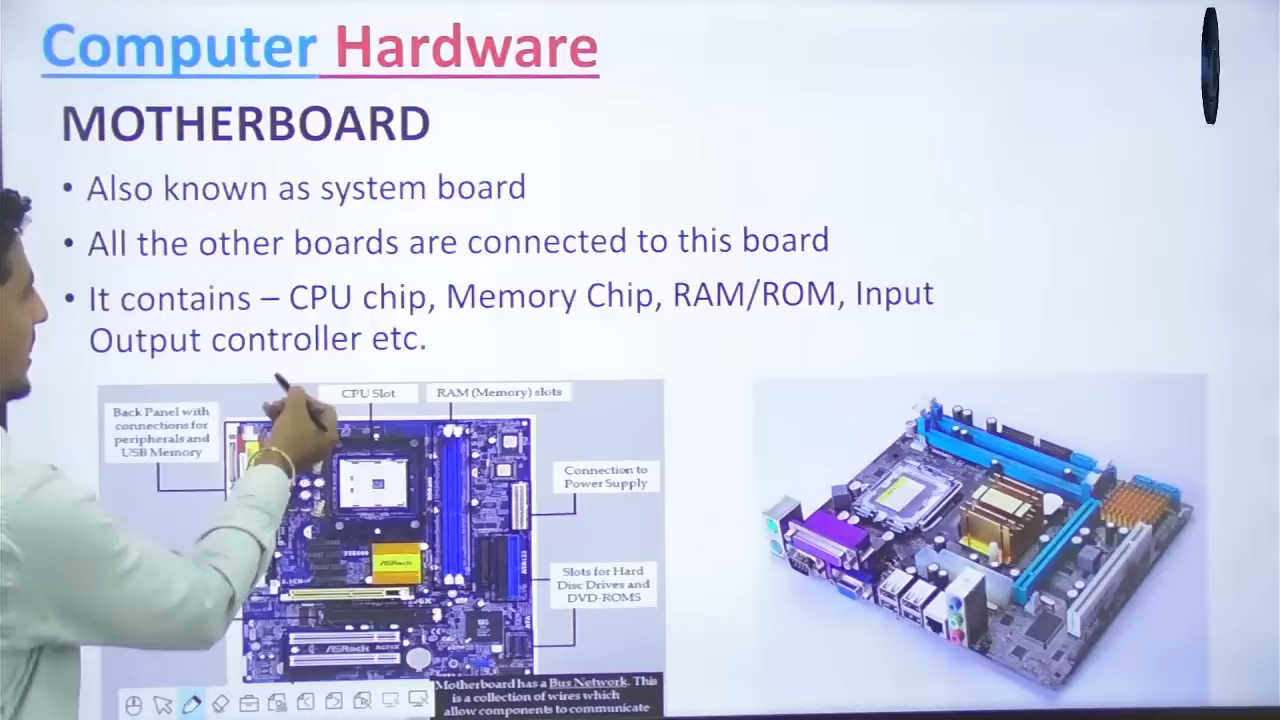 Computer Hardware
MOTHERBOARD
• Also known as system board
• All the other boards are connected to this board
• It contains – CPU chip, Memory Chip, RAM/ROM, Input
Output controller etc.
CPU Slot
RAM (Memory) slots
Back Panel with
connections for
peripherals and
USB Memory
Connection to
Power Supply
Slots for Hard
Disc Drives and
DVD-ROMS
ASRock
ASRock
Motherboard has a Bus Network. This
is a collection of wires which
allow components to communicate